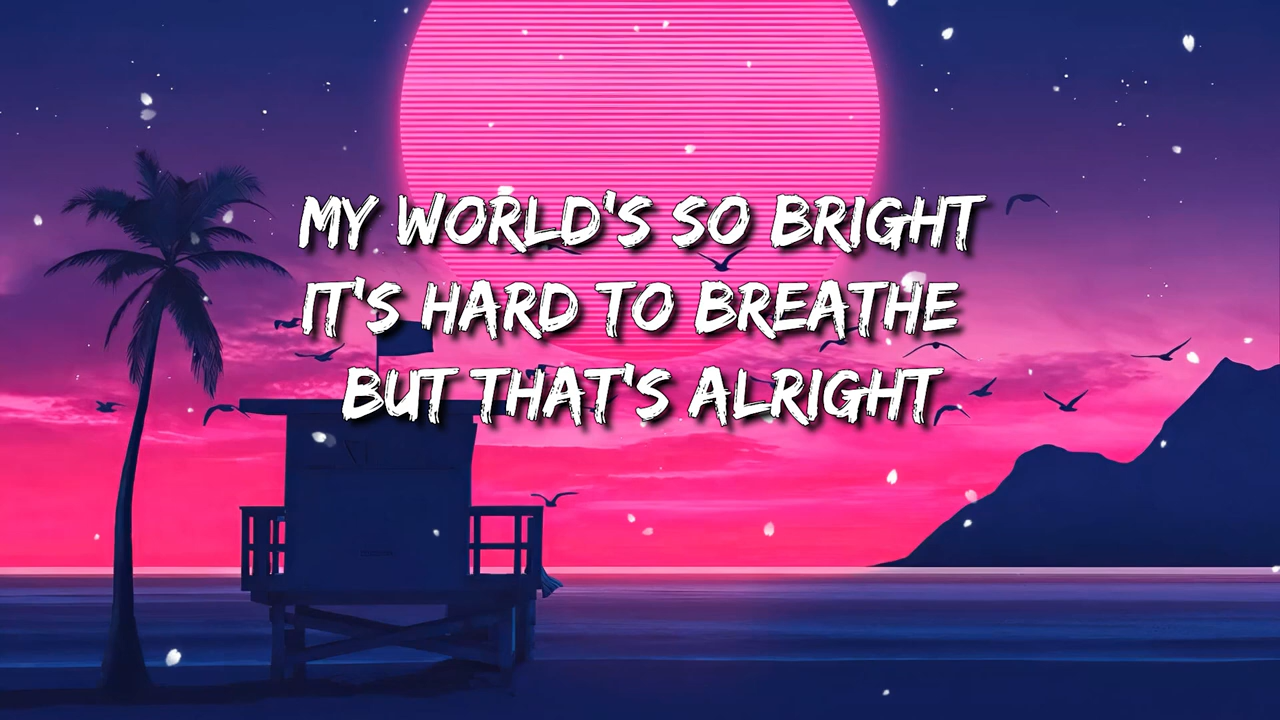 MY WORLD'S SO BRIGHT
IT'S HARD TO BREATHE
BUT THAT'S ALRIGHT